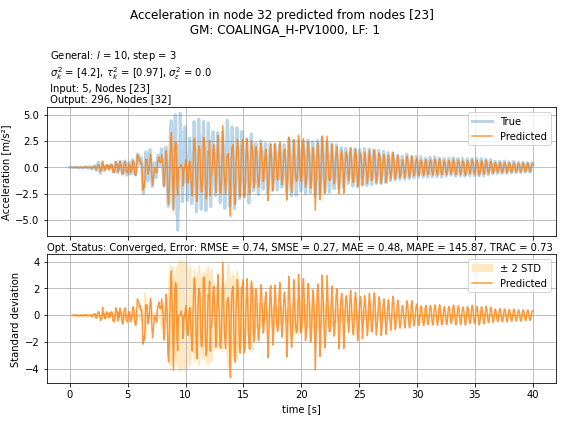 Acceleration in node 32 predicted from nodes [23]
GM: COALINGA_H-PV1000, LF: 1
General: l = 10, step = 3
σ²ₖ = [4.2], τ²ₖ = [0.97], σ²ε = 0.0
Input: 5, Nodes [23]
Output: 296, Nodes [32]
Acceleration [m/s²]
5.0
2.5
0.0
−2.5
−5.0
True
Predicted
Opt. Status: Converged, Error: RMSE = 0.74, SMSE = 0.27, MAE = 0.48, MAPE = 145.87, TRAC = 0.73
Standard deviation
4
2
0
−2
−4
± 2 STD
Predicted
0 5 10 15 20 25 30 35 40
time [s]